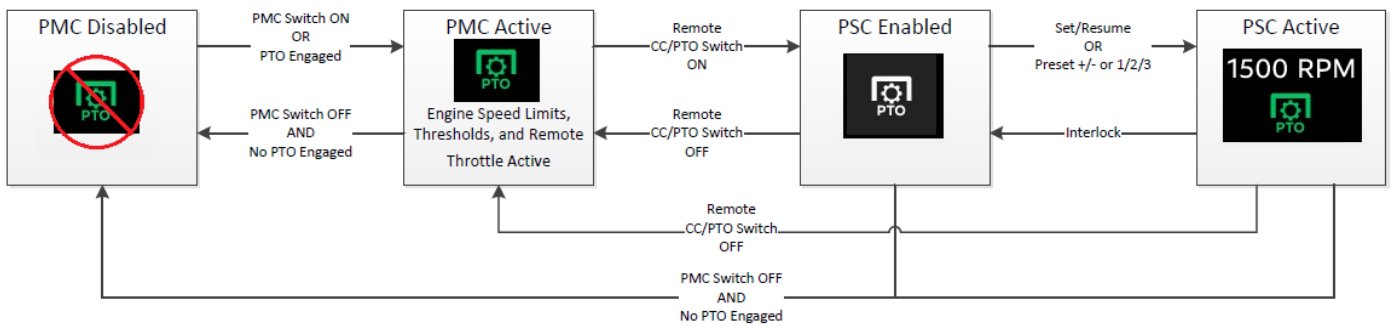 PMC Disabled
PTO
PMC Switch ON
OR
PTO Engaged
PMC Switch OFF
AND
No PTO Engaged
PMC Active
PTO
Engine Speed Limits,
Thresholds, and Remote
Throttle Active
Remote
CC/PTO Switch
ON
Remote
CC/PTO Switch
OFF
PSC Enabled
PTO
Set/Resume
OR
Preset +/- or 1/2/3
Interlock
PSC Active
1500 RPM
PTO
Remote
CC/PTO Switch
OFF
PMC Switch OFF
AND
No PTO Engaged